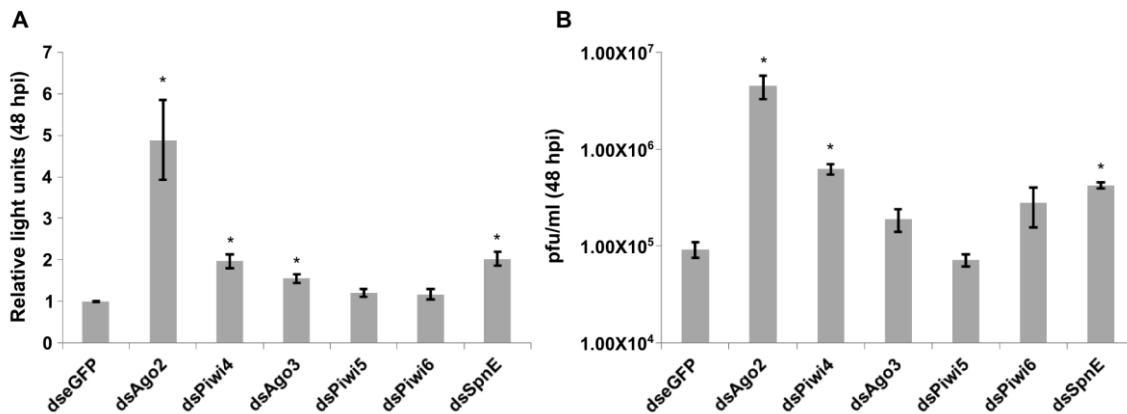 A
Relative light units (48 hpi)
7
6
5
4
3
2
1
0
*
*
*
*
dseGFP
dsAgo2
dsPiwi4
dsAgo3
dsPiwi5
dsPiwi6
dsSpnE
B
pfu/ml (48 hpi)
1.00X10⁷
1.00X10⁶
1.00X10⁵
1.00X10⁴
*
*
*
dseGFP
dsAgo2
dsPiwi4
dsAgo3
dsPiwi5
dsPiwi6
dsSpnE